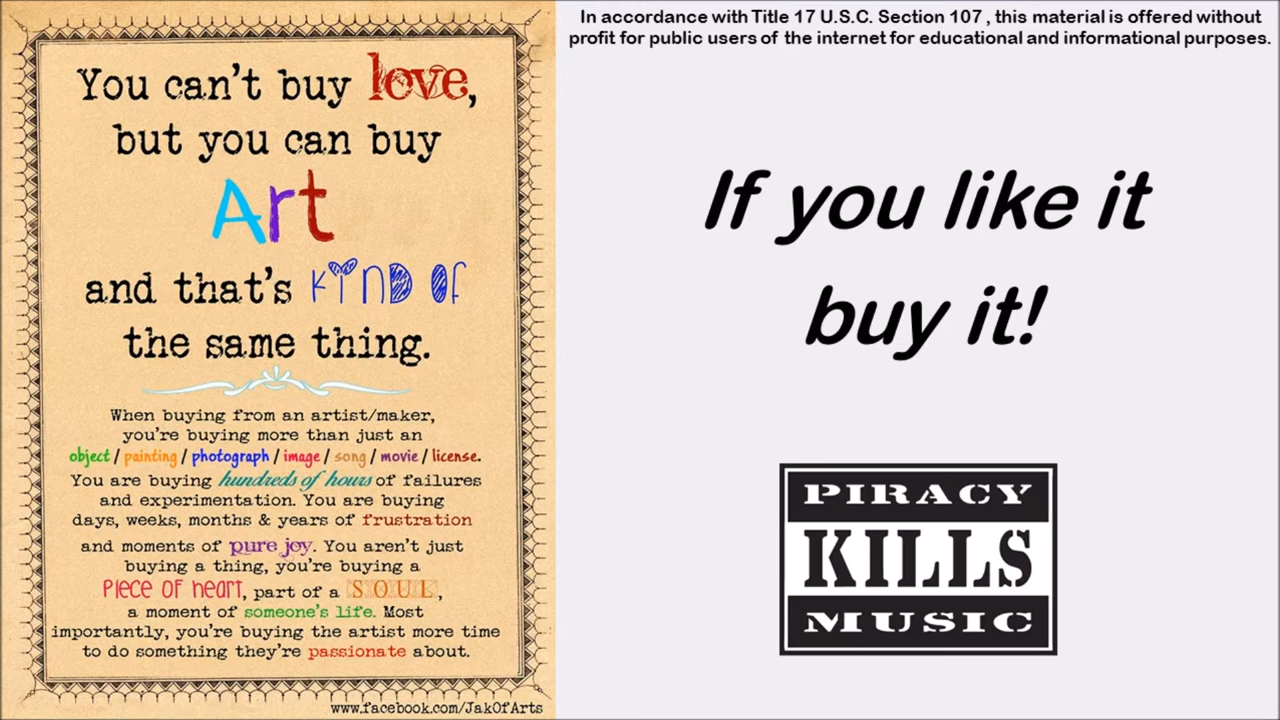 You can't buy love,
but you can buy
Art
and that's kind of
the same thing.
When buying from an artist/maker,
you're buying more than just an
object / painting / photograph / image / song / movie / license.
You are buying hundreds of hours of failures
and experimentation. You are buying
days, weeks, months & years of frustration
and moments of pure joy. You aren't just
buying a thing, you're buying a
piece of heart, part of a SOUL,
a moment of someone's life. Most
importantly, you're buying the artist more time
to do something they're passionate about.
www.facebook.com/JakOfArts
In accordance with Title 17 U.S.C. Section 107 , this material is offered without
profit for public users of the internet for educational and informational purposes.
If you like it
buy it!
PIRACY
KILLS
MUSIC